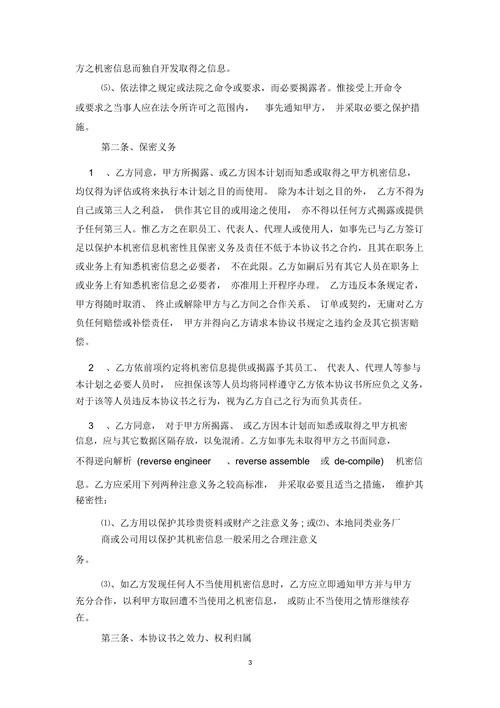 方之机密信息而独自开发取得之信息。
⑸、依法律之规定或法院之命令或要求，而必要揭露者。惟接受上开命令
或要求之当事人应在法令所许可之范围内， 事先通知甲方， 并采取必要之保护措
施。
第二条、保密义务
1 、乙方同意，甲方所揭露、或乙方因本计划而知悉或取得之甲方机密信息，
均仅得为评估或将来执行本计划之目的而使用。 除为本计划之目的外， 乙方不得为
自己或第三人之利益， 供作其它目的或用途之使用， 亦不得以任何方式揭露或提供
予任何第三人。惟乙方之在职员工、代表人、代理人或使用人，如事先已与乙方签订
足以保护本机密信息机密性且保密义务及责任不低于本协议书之合约，且其在职务上
或业务上有知悉机密信息之必要者， 不在此限。乙方如嗣后另有其它人员在职务上
或业务上有知悉机密信息之必要者， 亦准用上开程序办理。 乙方违反本条规定者，
甲方得随时取消、 终止或解除甲方与乙方间之合作关系、 订单或契约，无庸对乙方
负任何赔偿或补偿责任， 甲方并得向乙方请求本协议书规定之违约金及其它损害赔
偿。
2 、乙方依前项约定将机密信息提供或揭露予其员工、 代表人、代理人等参与
本计划之必要人员时， 应担保该等人员均将同样遵守乙方依本协议书所应负之义务，
对于该等人员违反本协议书之行为，视为乙方自己之行为而负其责任。
3 、乙方同意， 对于甲方所揭露、 或乙方因本计划而知悉或取得之甲方机密
信息，应与其它数据区隔存放，以免混淆。乙方如事先未取得甲方之书面同意，
不得逆向解析 (reverse engineer 、reverse assemble 或 de-compile) 机密信
息。乙方应采用下列两种注意义务之较高标准， 并采取必要且适当之措施， 维护其
秘密性；
⑴、乙方用以保护其珍贵资料或财产之注意义务 ; 或⑵、本地同类业务厂
商或公司用以保护其机密信息一般采用之合理注意义
务。
⑶、如乙方发现任何人不当使用机密信息时，乙方应立即通知甲方并与甲方
充分合作，以利甲方取回遭不当使用之机密信息， 或防止不当使用之情形继续存
在。
第三条、本协议书之效力、权利归属
3